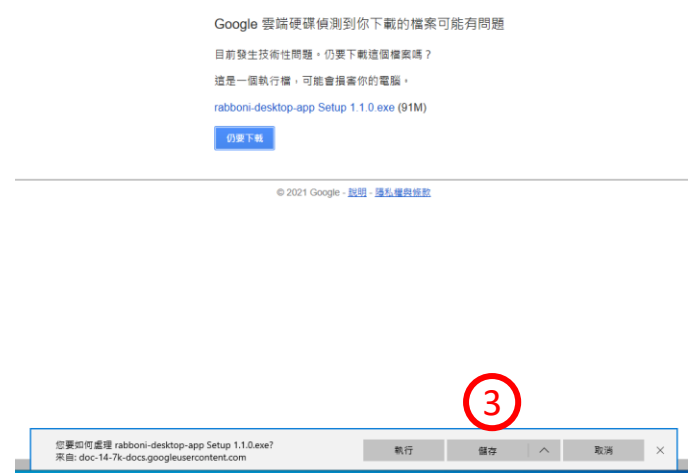 Google 雲端硬碟偵測到你下載的檔案可能有問題
目前發生技術性問題。仍要下載這個檔案嗎？
這是一個執行檔，可能會損害你的電腦。
rabboni-desktop-app Setup 1.1.0.exe (91M)
仍要下載
© 2021 Google - 說明 - 隱私權與條款
3
您要如何處理 rabboni-desktop-app Setup 1.1.0.exe?
來自: doc-14-7k-docs.googleusercontent.com
執行 儲存 取消